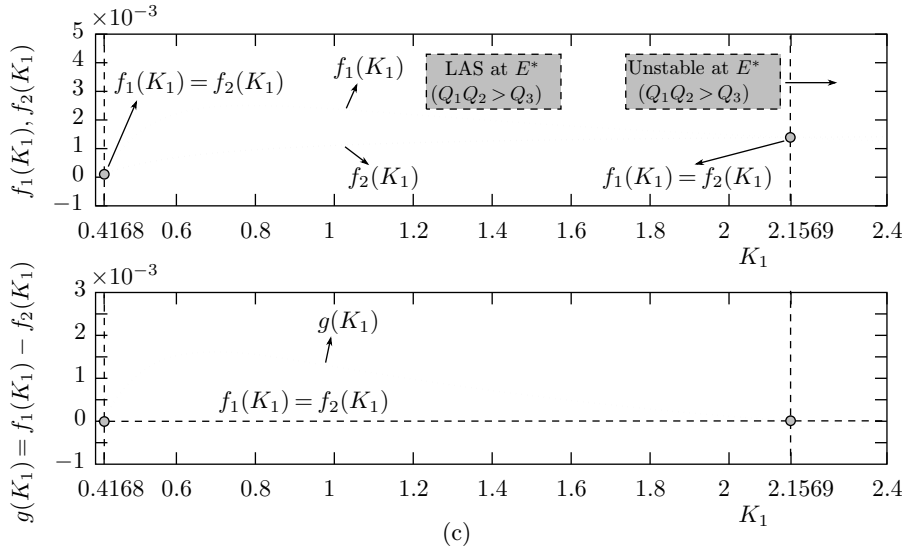 ×10⁻³
5
4
3
2
1
0
−1
f₁(K₁), f₂(K₁)
f₁(K₁) = f₂(K₁)
f₁(K₁)
f₂(K₁)
LAS at E*
(Q₁Q₂ > Q₃)
Unstable at E*
(Q₁Q₂ > Q₃)
f₁(K₁) = f₂(K₁)
0.4168 0.6 0.8 1 1.2 1.4 1.6 1.8 2 2.1569 2.4
K₁
×10⁻³
3
2
1
0
−1
g(K₁) = f₁(K₁) − f₂(K₁)
g(K₁)
f₁(K₁) = f₂(K₁)
0.4168 0.6 0.8 1 1.2 1.4 1.6 1.8 2 2.1569 2.4
K₁
(c)